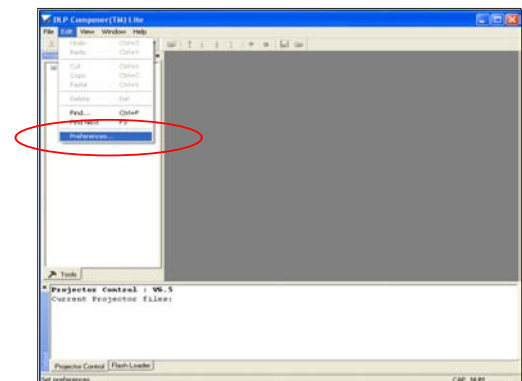 DLP Composer(TM) Lite
File Edit View Window Help
Undo Ctrl+Z
Redo Ctrl+Y
Cut Ctrl+X
Copy Ctrl+C
Paste Ctrl+V
Delete Del
Find... Ctrl+F
Find Next F3
Preferences...
Tools
Projector Control : V6.5
Current Projector files:
Projector Control Flash Loader
Set preferences CAP NUM